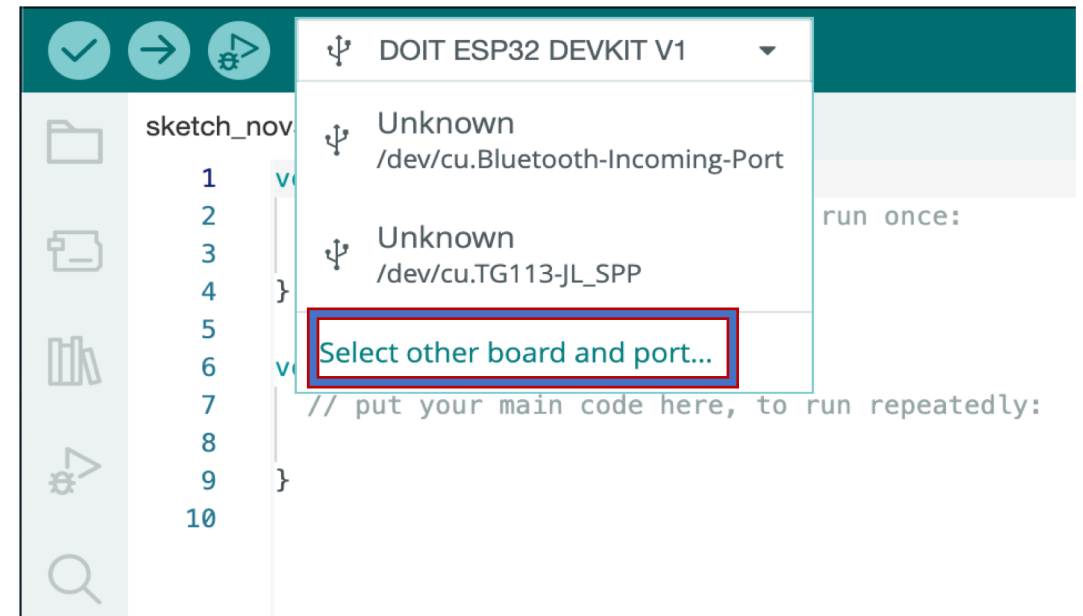 DOIT ESP32 DEVKIT V1
Unknown
/dev/cu.Bluetooth-Incoming-Port
Unknown
/dev/cu.TG113-JL_SPP
Select other board and port...
sketch_nov
1 v
2 run once:
3
4 }
5
6 v
7 // put your main code here, to run repeatedly:
8
9 }
10